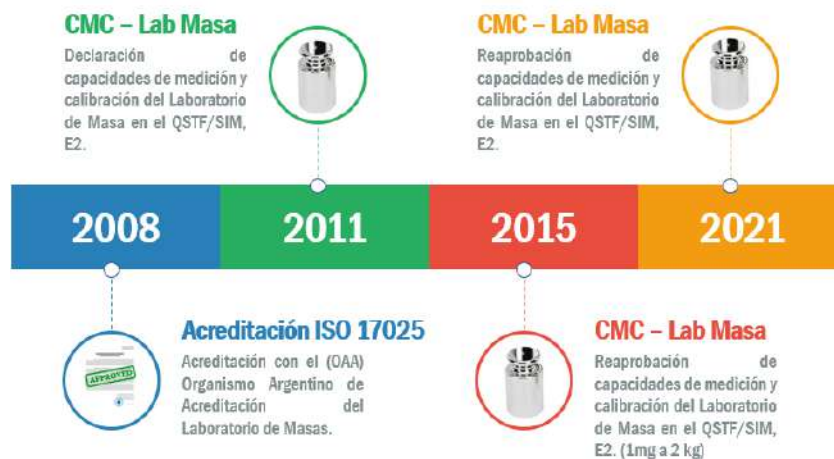 CMC – Lab Masa
Declaración de
capacidades de medición y
calibración del Laboratorio
de Masa en el QSTF/SIM,
E2.
CMC – Lab Masa
Reaprobación de
capacidades de medición y
calibración del Laboratorio
de Masa en el QSTF/SIM,
E2.
2008
2011
2015
2021
APPROVED
Acreditación ISO 17025
Acreditación con el (OAA)
Organismo Argentino de
Acreditación del
Laboratorio de Masas.
CMC – Lab Masa
Reaprobación de
capacidades de medición y
calibración del Laboratorio
de Masa en el QSTF/SIM,
E2. (1mg a 2 kg)